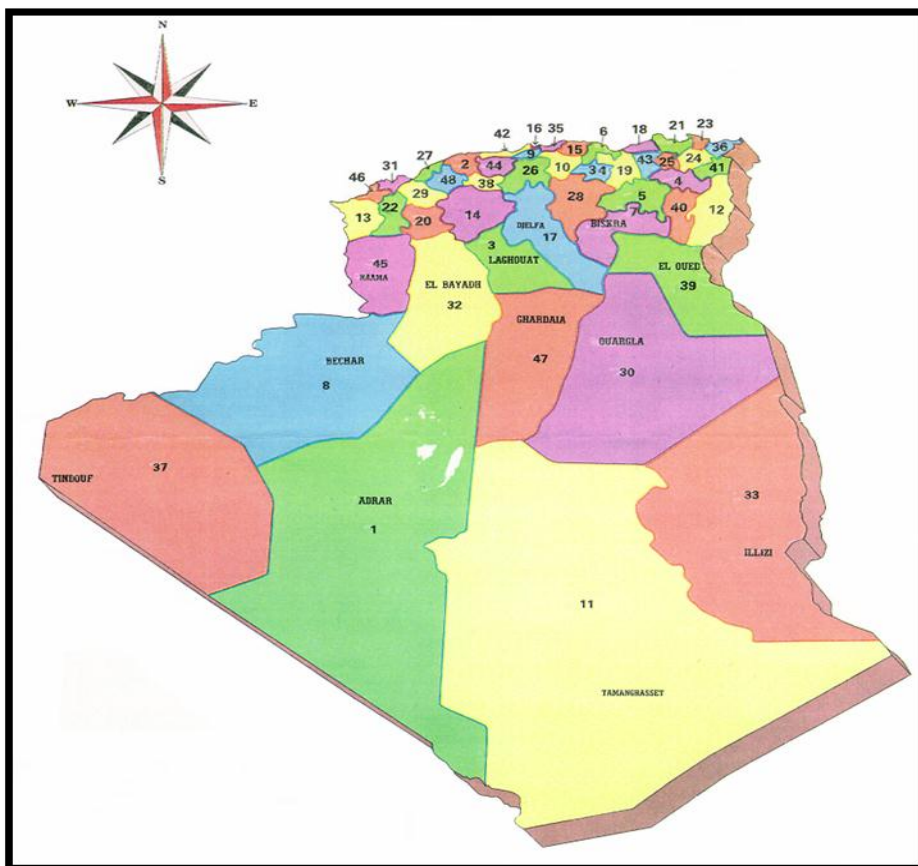 N
W E
S
42 16 35 6 18 21 23
31 27 2 44 9 26 10 15 34 19 43 25 24 36 41
46 48 29 38 28 5 4 40 12
13 22 20 14
DJELFA
17
BISKRA
3
LAGHOUAT
45
NAAMA
EL BAYADH
32
EL OUED
39
GHARDAIA
47
OUARGLA
30
BECHAR
8
37
TINDOUF
ADRAR
1
33
ILLIZI
11
TAMANGHASSET